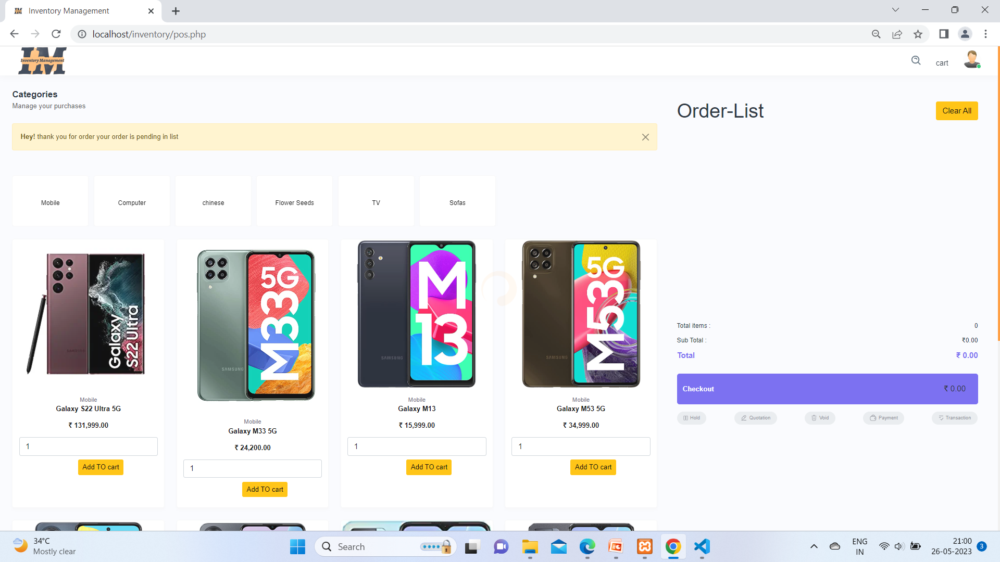 Inventory Management
localhost/inventory/pos.php
IM
Inventory Management
cart
Categories
Manage your purchases
Order-List
Clear All
Hey! thank you for order your order is pending in list
Mobile
Computer
chinese
Flower Seeds
TV
Sofas
Galaxy
S22 Ultra
SAMSUNG
Mobile
Galaxy S22 Ultra 5G
₹ 131,999.00
1
Add TO cart
M33 5G
SAMSUNG
Mobile
Galaxy M33 5G
₹ 24,200.00
1
Add TO cart
M
13
SAMSUNG
Mobile
Galaxy M13
₹ 15,999.00
1
Add TO cart
M53 5G
SAMSUNG
Mobile
Galaxy M53 5G
₹ 34,999.00
1
Add TO cart
Total items : 0
Sub Total : ₹0.00
Total ₹ 0.00
Checkout ₹ 0.00
Hold
Quotation
Void
Payment
Transaction
34°C
Mostly clear
Search
****
ENG
IN
21:00
26-05-2023
3